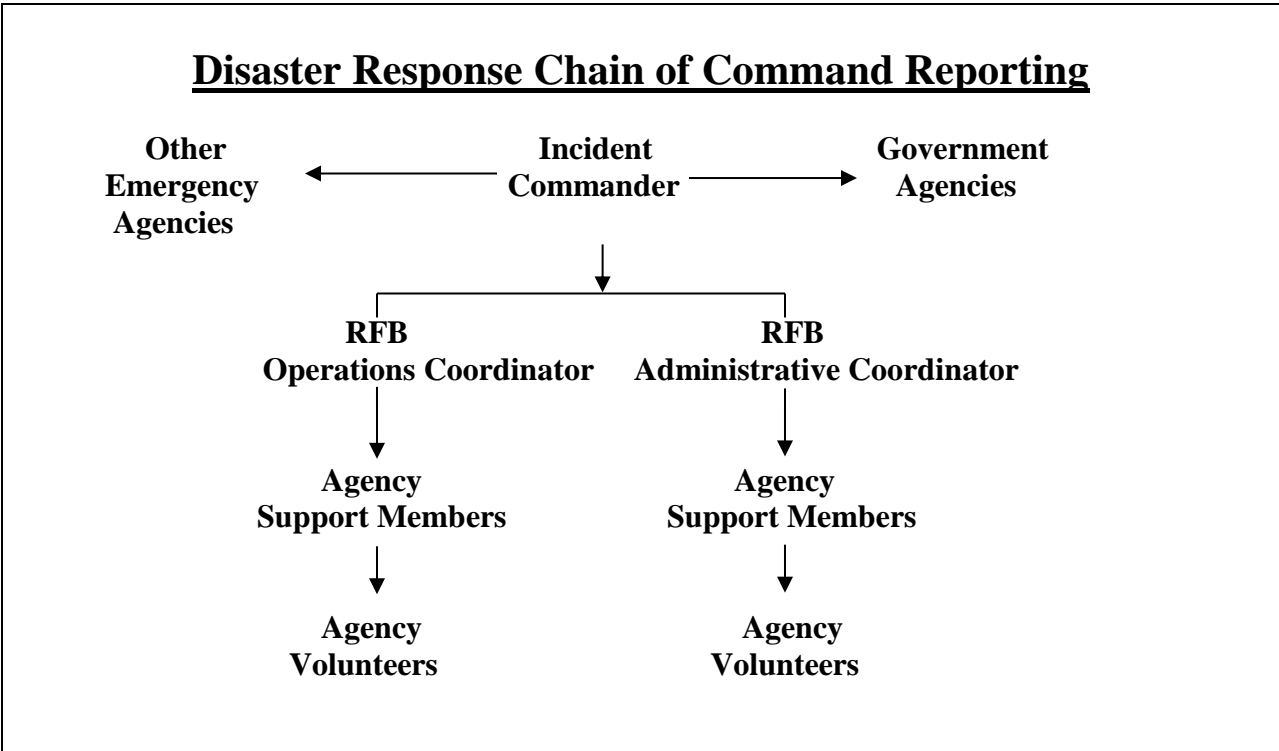 Disaster Response Chain of Command Reporting
Other
Emergency
Agencies
Incident
Commander
Government
Agencies
RFB
Operations Coordinator
RFB
Administrative Coordinator
Agency
Support Members
Agency
Support Members
Agency
Volunteers
Agency
Volunteers